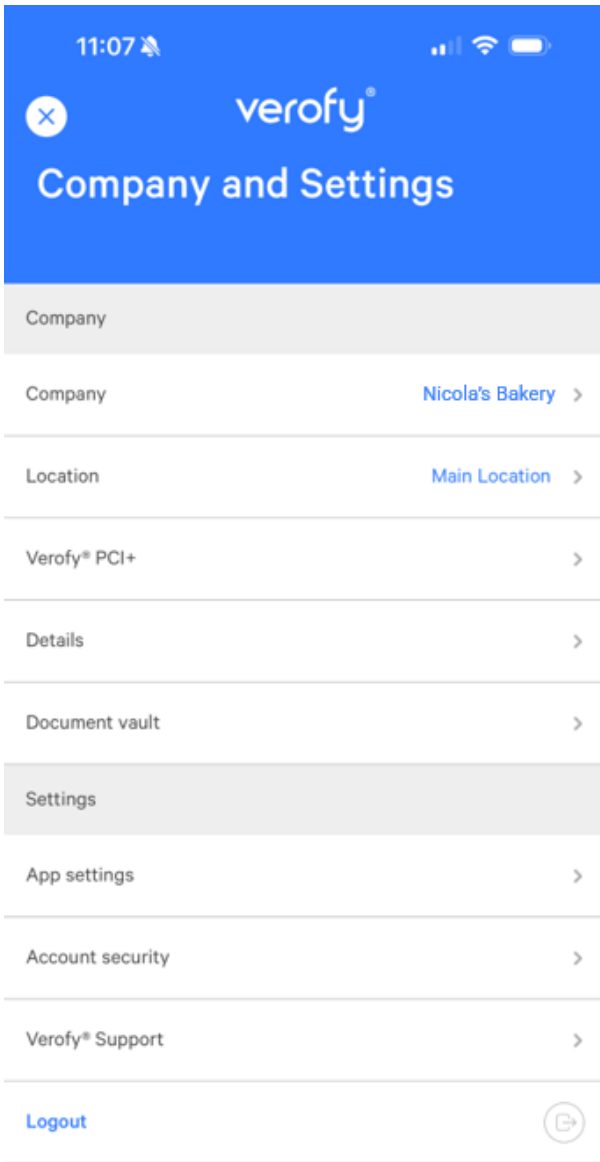 11:07
verofy®
Company and Settings
Company
Company Nicola's Bakery
Location Main Location
Verofy® PCI+
Details
Document vault
Settings
App settings
Account security
Verofy® Support
Logout